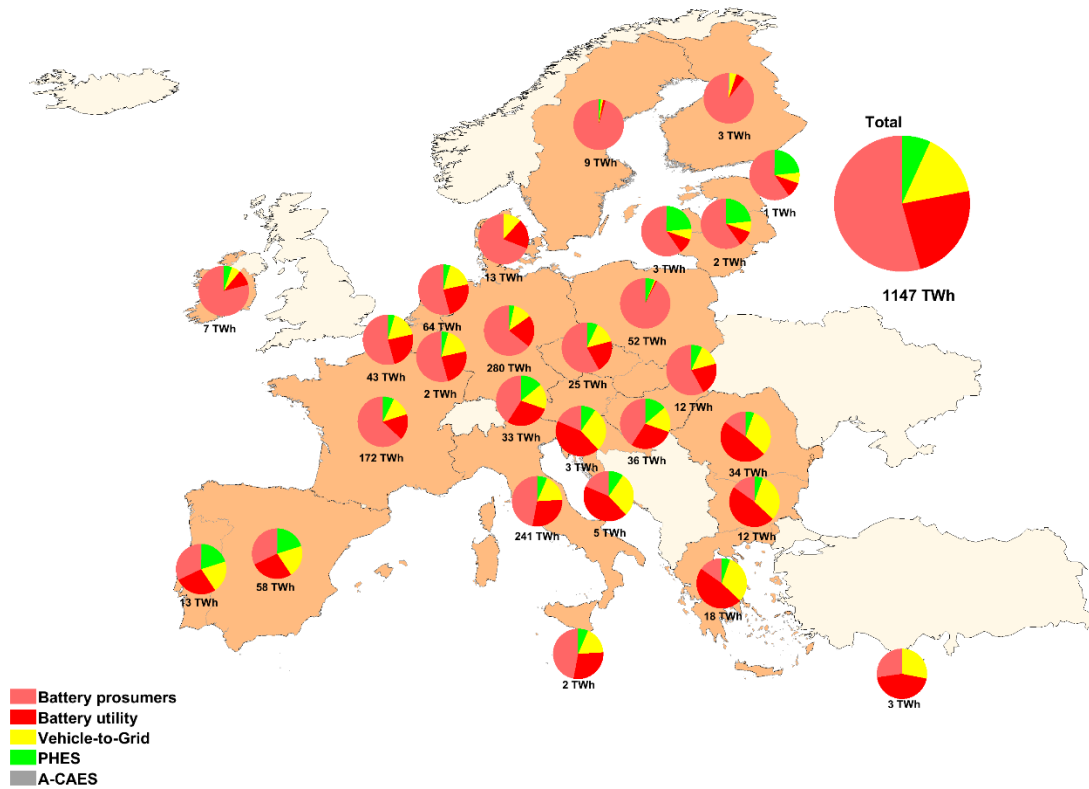 3 TWh
Total
9 TWh
1 TWh
3 TWh
2 TWh
13 TWh
1147 TWh
7 TWh
64 TWh
52 TWh
43 TWh
2 TWh
280 TWh
25 TWh
12 TWh
33 TWh
172 TWh
3 TWh
36 TWh
34 TWh
241 TWh
5 TWh
12 TWh
58 TWh
13 TWh
18 TWh
2 TWh
3 TWh
Battery prosumers
Battery utility
Vehicle-to-Grid
PHES
A-CAES